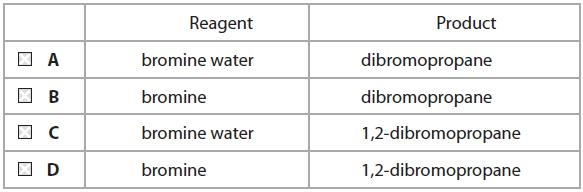 Reagent Product
A bromine water dibromopropane
B bromine dibromopropane
C bromine water 1,2-dibromopropane
D bromine 1,2-dibromopropane